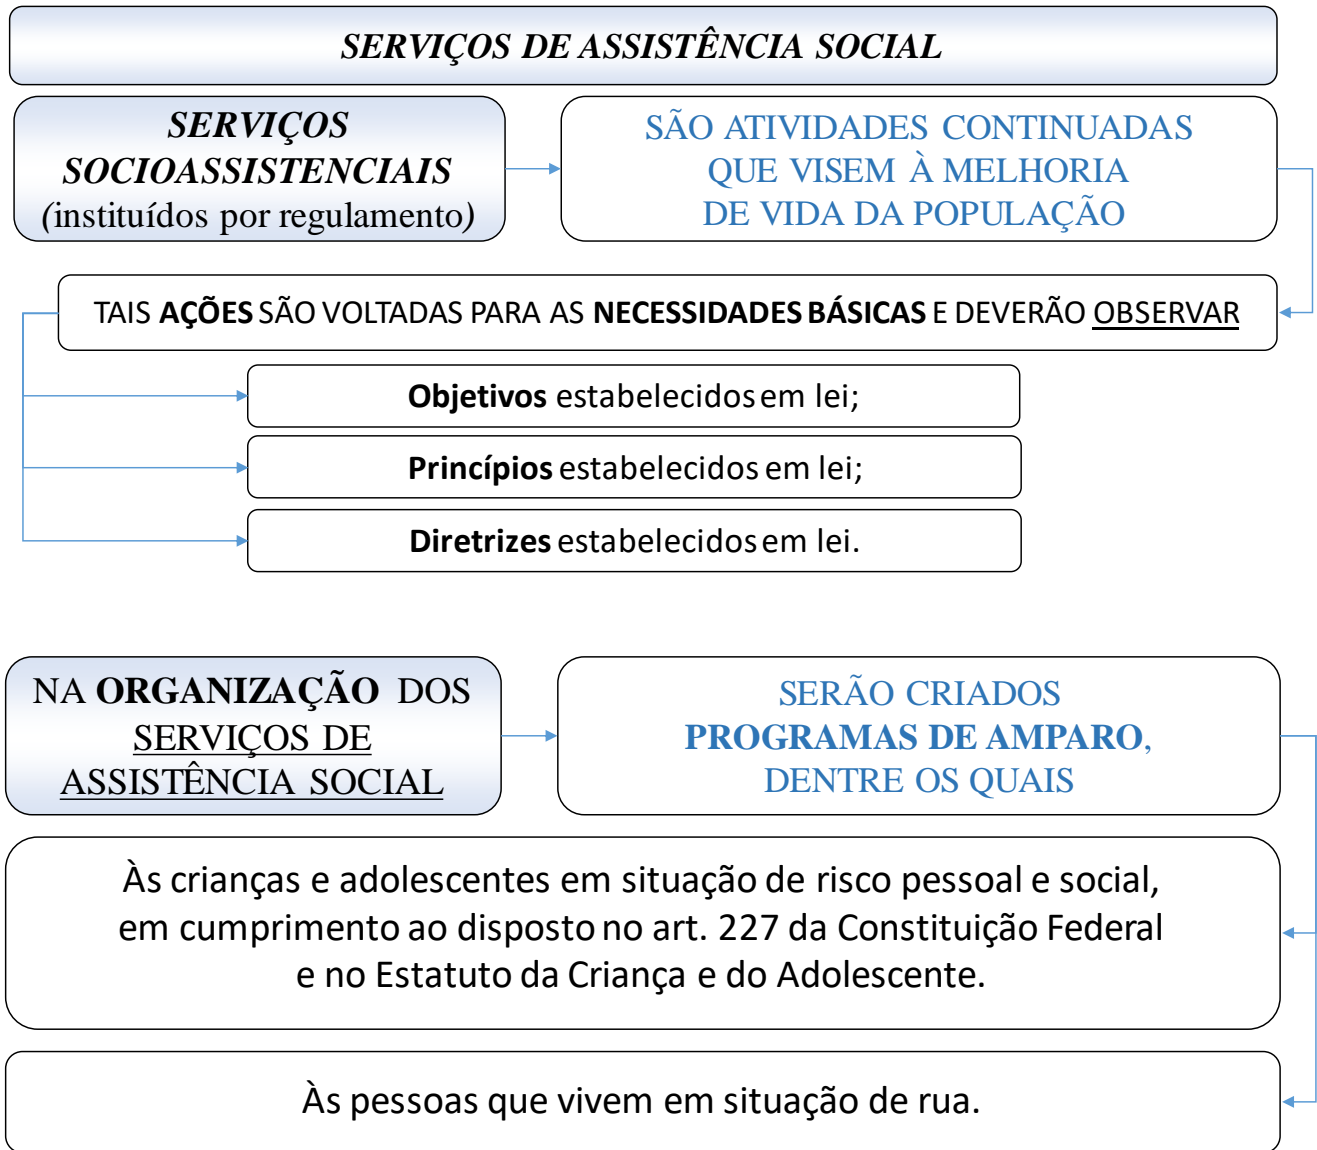 SERVIÇOS DE ASSISTÊNCIA SOCIAL
SERVIÇOS
SOCIOASSISTENCIAIS
(instituídos por regulamento)
SÃO ATIVIDADES CONTINUADAS
QUE VISEM À MELHORIA
DE VIDA DA POPULAÇÃO
TAIS AÇÕES SÃO VOLTADAS PARA AS NECESSIDADES BÁSICAS E DEVERÃO OBSERVAR
Objetivos estabelecidos em lei;
Princípios estabelecidos em lei;
Diretrizes estabelecidos em lei.
NA ORGANIZAÇÃO DOS
SERVIÇOS DE
ASSISTÊNCIA SOCIAL
SERÃO CRIADOS
PROGRAMAS DE AMPARO,
DENTRE OS QUAIS
Às crianças e adolescentes em situação de risco pessoal e social,
em cumprimento ao disposto no art. 227 da Constituição Federal
e no Estatuto da Criança e do Adolescente.
Às pessoas que vivem em situação de rua.